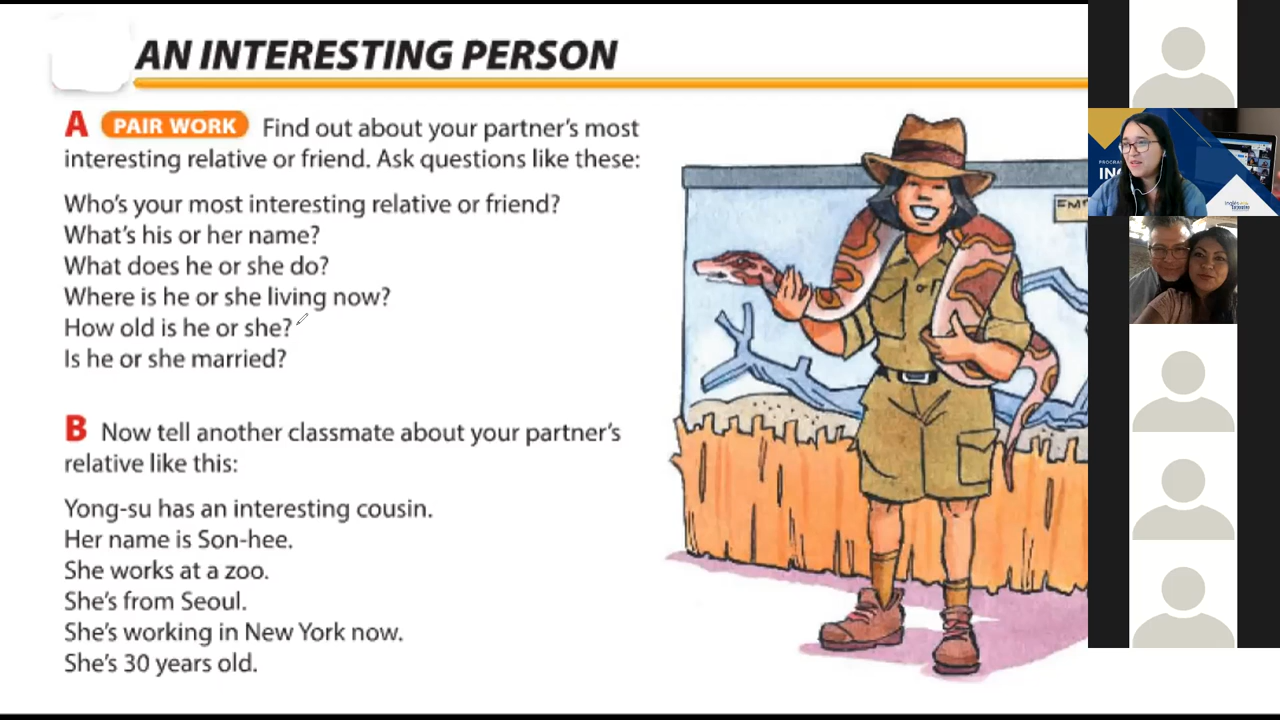 AN INTERESTING PERSON
A PAIR WORK Find out about your partner's most
interesting relative or friend. Ask questions like these:
Who's your most interesting relative or friend?
What's his or her name?
What does he or she do?
Where is he or she living now?
How old is he or she?
Is he or she married?
B Now tell another classmate about your partner's
relative like this:
Yong-su has an interesting cousin.
Her name is Son-hee.
She works at a zoo.
She's from Seoul.
She's working in New York now.
She's 30 years old.